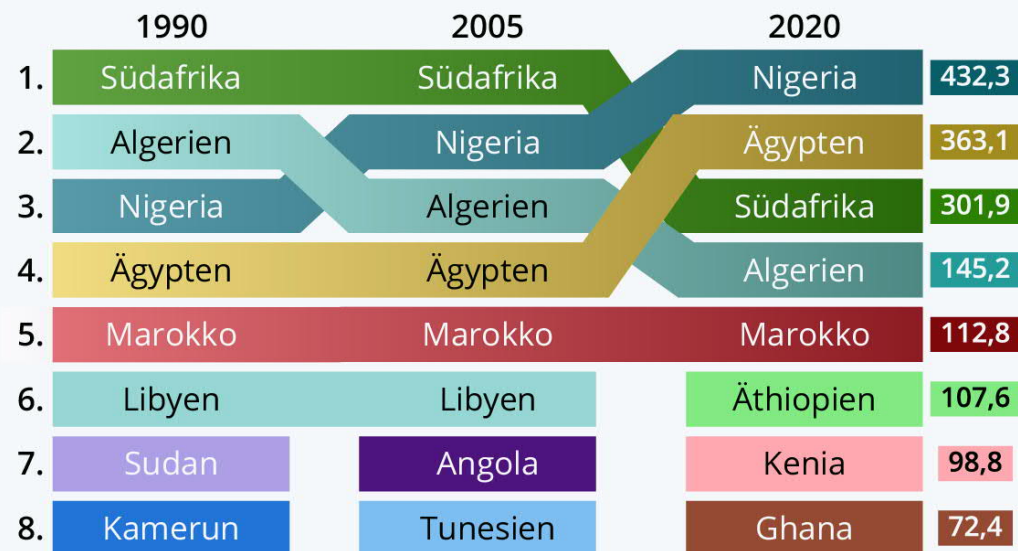 1990 2005 2020
1. Südafrika Südafrika Nigeria 432,3
2. Algerien Nigeria Ägypten 363,1
3. Nigeria Algerien Südafrika 301,9
4. Ägypten Ägypten Algerien 145,2
5. Marokko Marokko Marokko 112,8
6. Libyen Libyen Äthiopien 107,6
7. Sudan Angola Kenia 98,8
8. Kamerun Tunesien Ghana 72,4